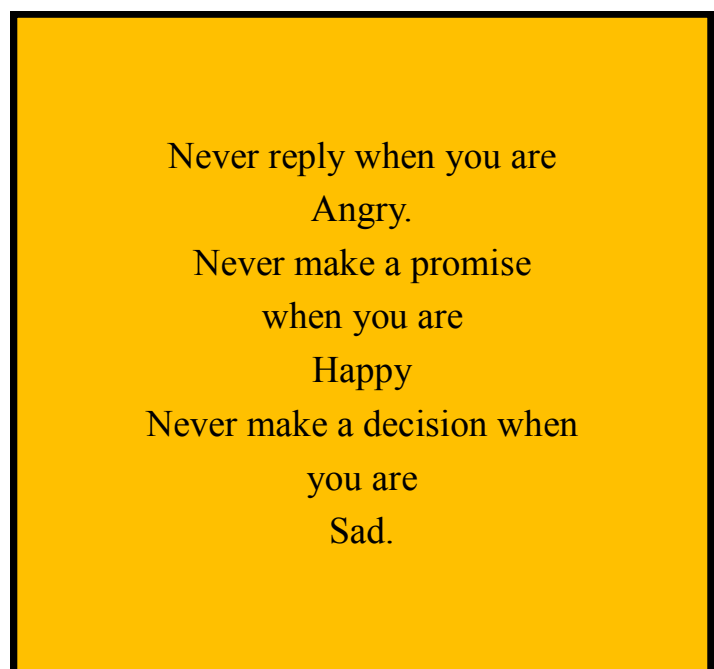 Never reply when you are
Angry.
Never make a promise
when you are
Happy
Never make a decision when
you are
Sad.